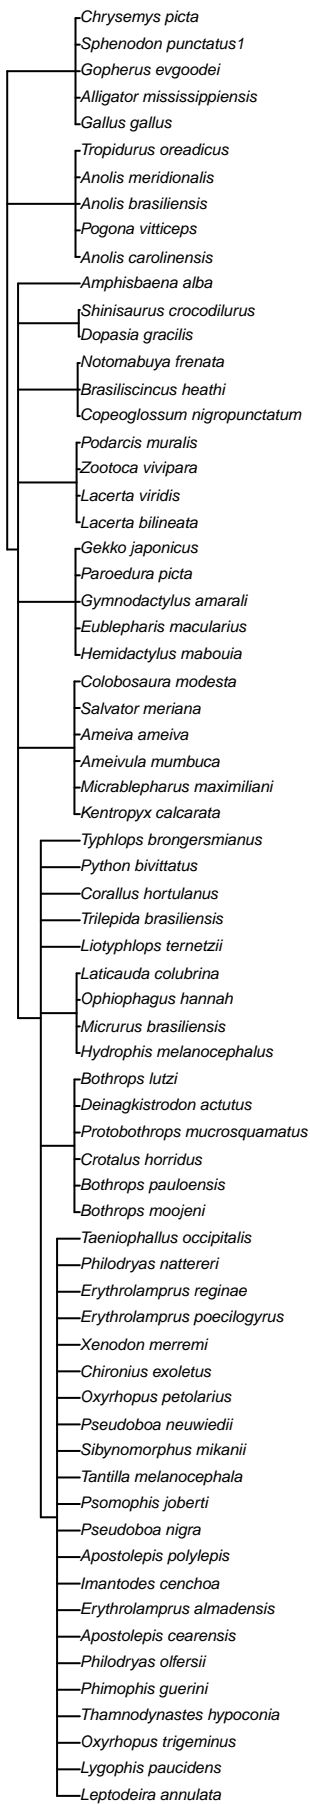 Chrysemys picta
Sphenodon punctatus1
Gopherus evgoodei
Alligator mississippiensis
Gallus gallus
Tropidurus oreadicus
Anolis meridionalis
Anolis brasiliensis
Pogona vitticeps
Anolis carolinensis
Amphisbaena alba
Shinisaurus crocodilurus
Dopasia gracilis
Notomabuya frenata
Brasiliscincus heathi
Copeoglossum nigropunctatum
Podarcis muralis
Zootoca vivipara
Lacerta viridis
Lacerta bilineata
Gekko japonicus
Paroedura picta
Gymnodactylus amarali
Eublepharis macularius
Hemidactylus mabouia
Colobosaura modesta
Salvator meriana
Ameiva ameiva
Ameivula mumbuca
Micrablepharus maximiliani
Kentropyx calcarata
Typhlops brongersmianus
Python bivittatus
Corallus hortulanus
Trilepida brasiliensis
Liotyphlops ternetzii
Laticauda colubrina
Ophiophagus hannah
Micrurus brasiliensis
Hydrophis melanocephalus
Bothrops lutzi
Deinagkistrodon actutus
Protobothrops mucrosquamatus
Crotalus horridus
Bothrops pauloensis
Bothrops moojeni
Taeniophallus occipitalis
Philodryas nattereri
Erythrolamprus reginae
Erythrolamprus poecilogyrus
Xenodon merremi
Chironius exoletus
Oxyrhopus petolarius
Pseudoboa neuwiedii
Sibynomorphus mikanii
Tantilla melanocephala
Psomophis joberti
Pseudoboa nigra
Apostolepis polylepis
Imantodes cenchoa
Erythrolamprus almadensis
Apostolepis cearensis
Philodryas olfersii
Phimophis guerini
Thamnodynastes hypoconia
Oxyrhopus trigeminus
Lygophis paucidens
Leptodeira annulata